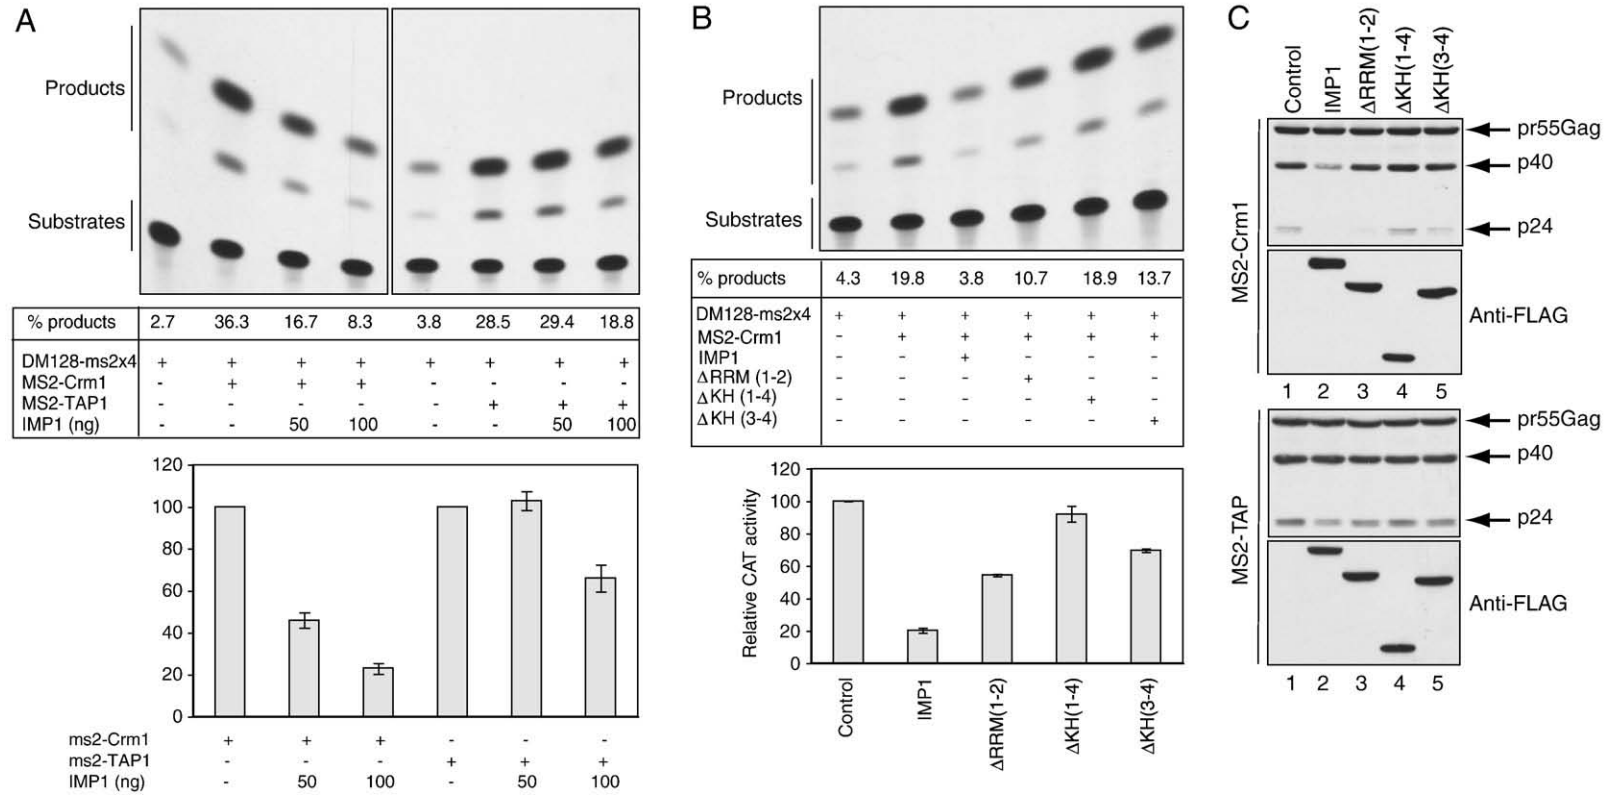 A
Products
Substrates
% products 2.7 36.3 16.7 8.3 3.8 28.5 29.4 18.8
DM128-ms2x4 + + + + + + + +
MS2-Crm1 - + + + - - - -
MS2-TAP1 - - - - - + + +
IMP1 (ng) - - 50 100 - - 50 100
120
100
80
60
40
20
0
ms2-Crm1 + + + - - -
ms2-TAP1 - - - + + +
IMP1 (ng) - 50 100 - 50 100
B
Products
Substrates
% products 4.3 19.8 3.8 10.7 18.9 13.7
DM128-ms2x4 + + + + + +
MS2-Crm1 - + + + + +
IMP1 - - + - - -
ΔRRM (1-2) - - - + - -
ΔKH (1-4) - - - - + -
ΔKH (3-4) - - - - - +
Relative CAT activity
120
100
80
60
40
20
0
Control
IMP1
ΔRRM(1-2)
ΔKH(1-4)
ΔKH(3-4)
C
Control
IMP1
ΔRRM(1-2)
ΔKH(1-4)
ΔKH(3-4)
MS2-Crm1
pr55Gag
p40
p24
Anti-FLAG
1 2 3 4 5
MS2-TAP
pr55Gag
p40
p24
Anti-FLAG
1 2 3 4 5